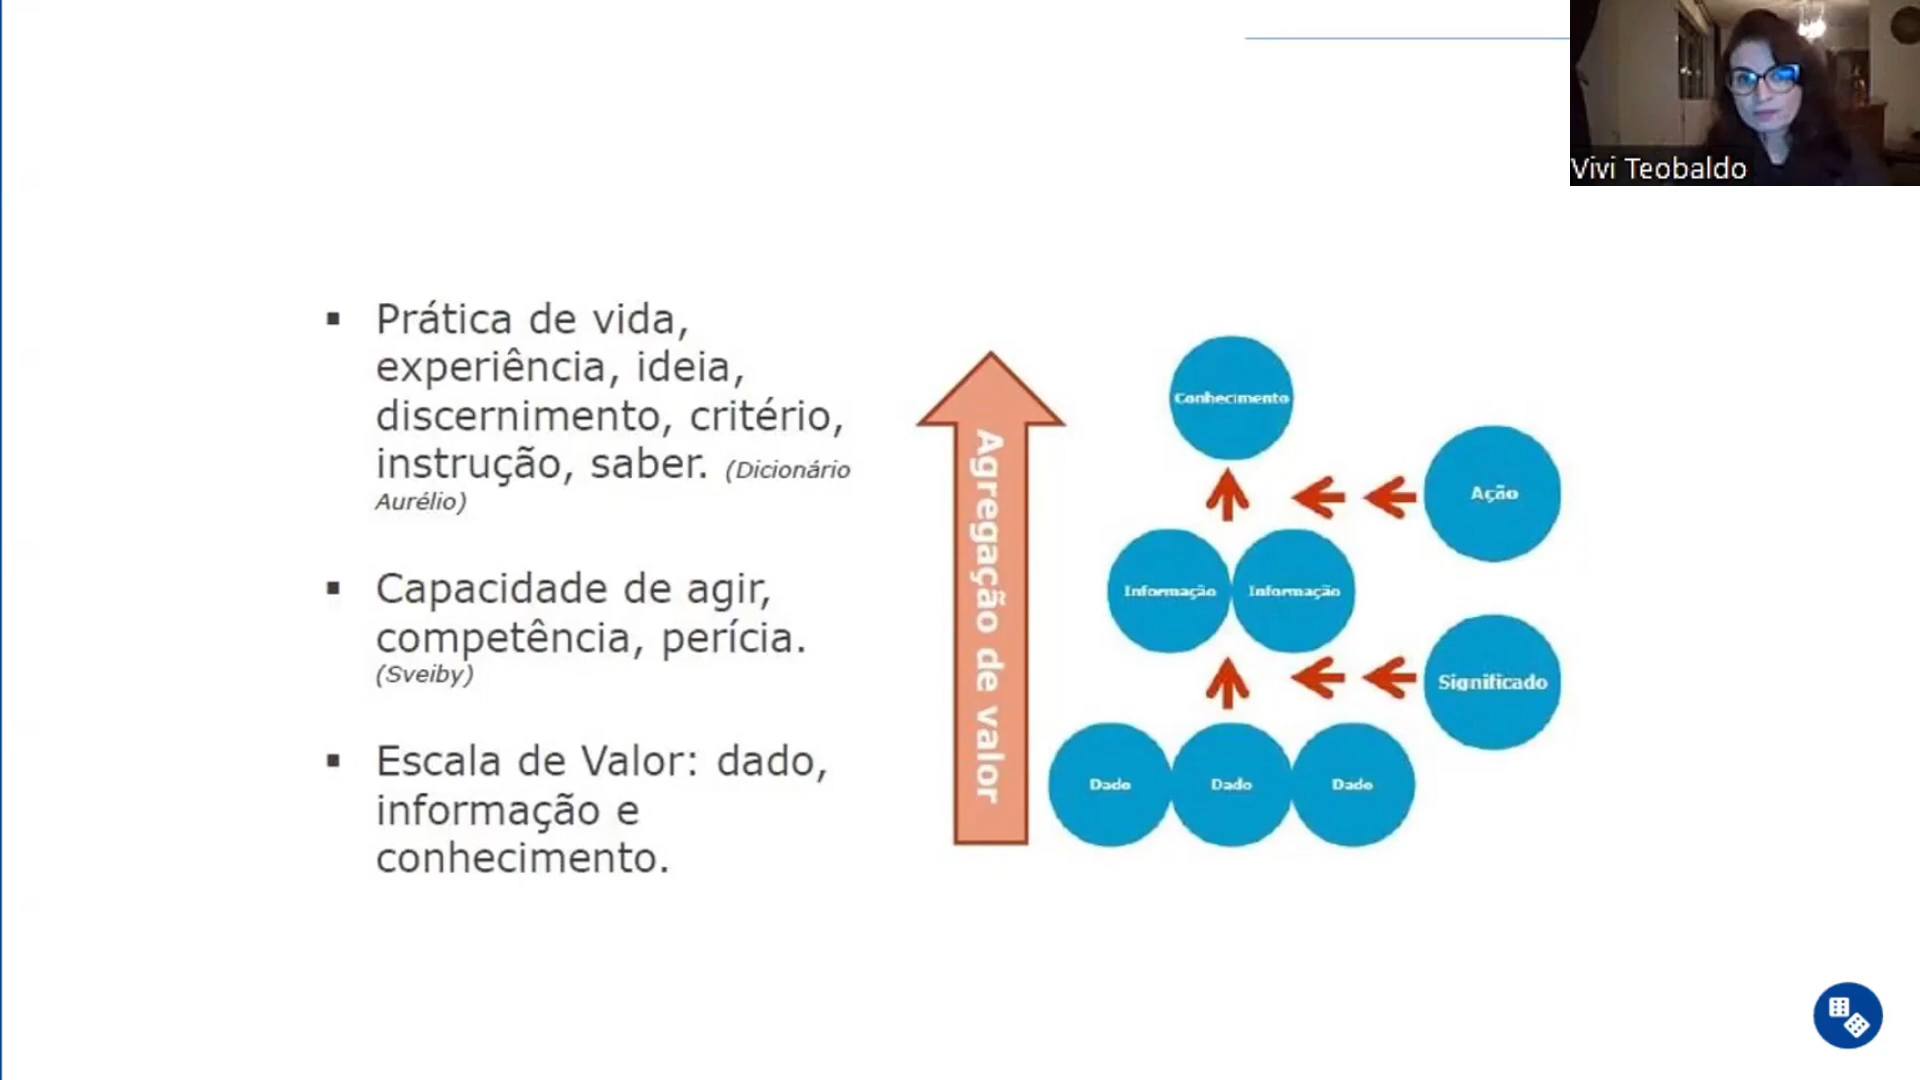 Vivi Teobaldo
▪ Prática de vida,
experiência, ideia,
discernimento, critério,
instrução, saber. (Dicionário
Aurélio)
▪ Capacidade de agir,
competência, perícia.
(Sveiby)
▪ Escala de Valor: dado,
informação e
conhecimento.
Agregação de valor
Conhecimento
Ação
Informação Informação
Significado
Dado Dado Dado